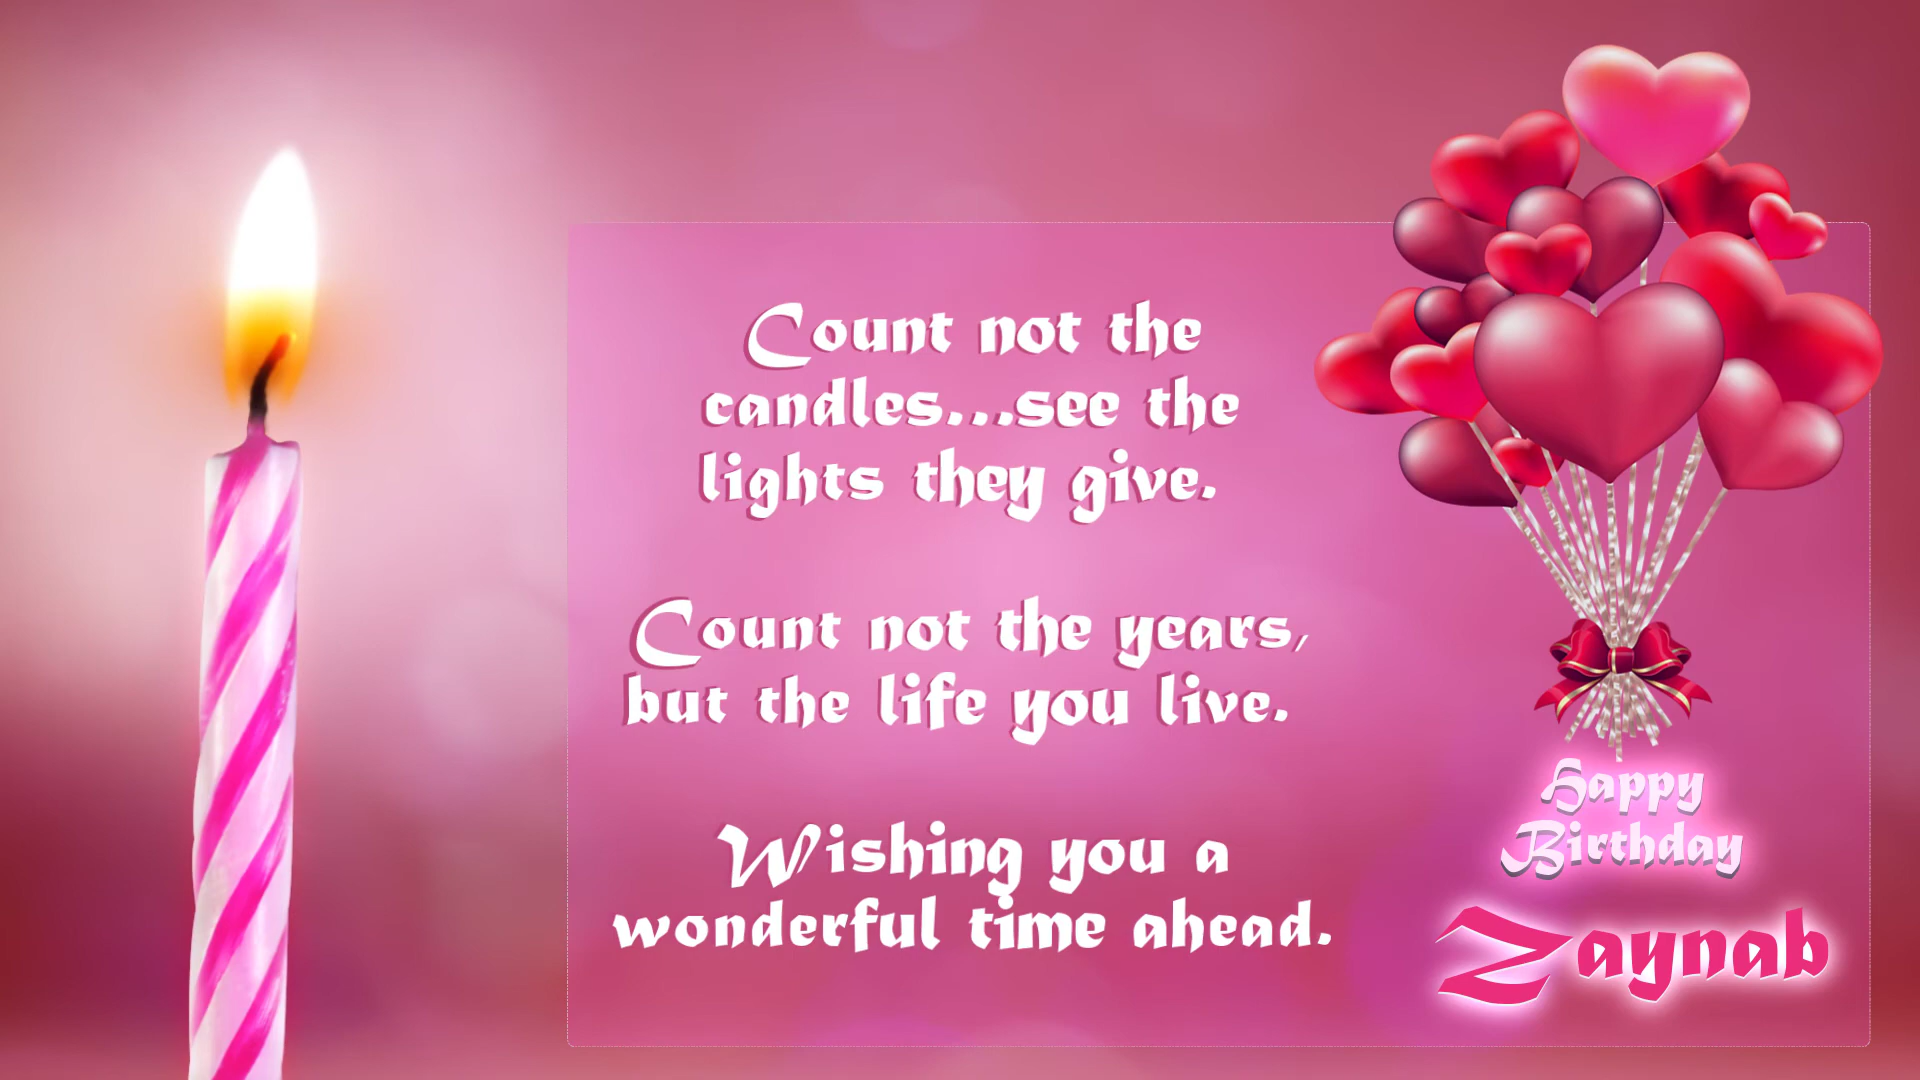 Count not the
candles...see the
lights they give.
Count not the years,
but the life you live.
Wishing you a
wonderful time ahead.
Happy
Birthday
Zaynab